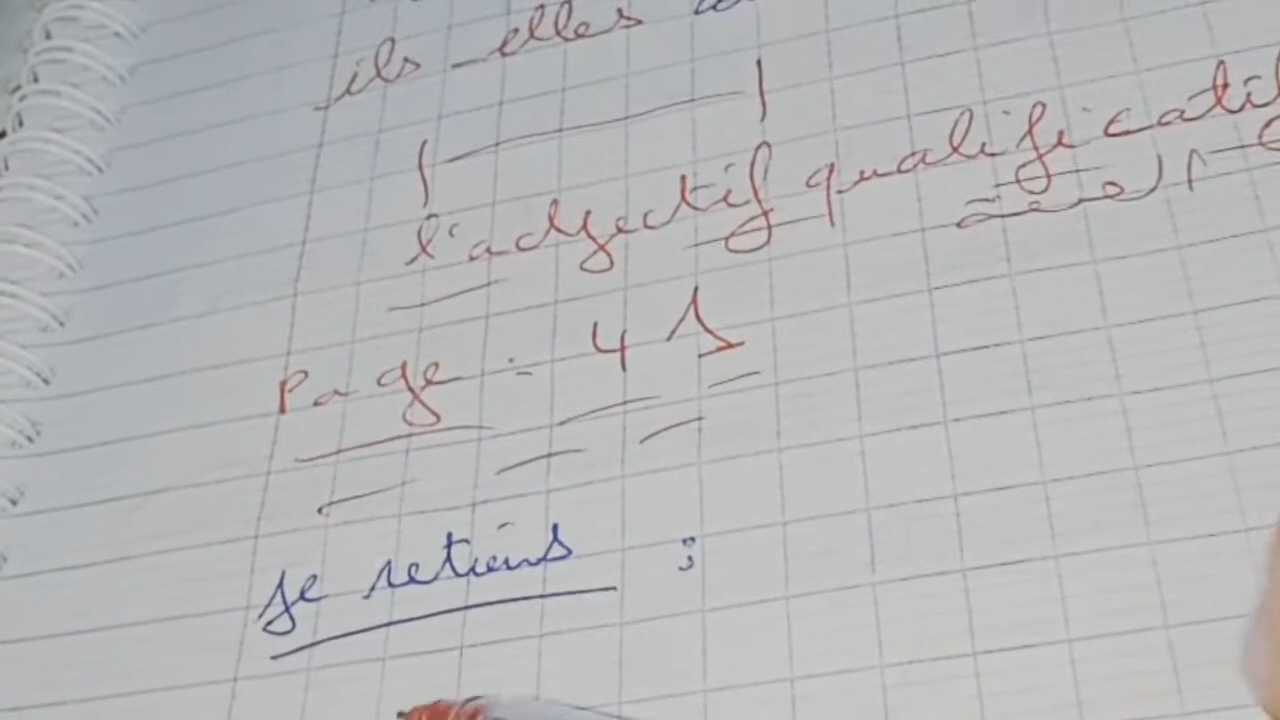 ils_elles
l'adjectif qualificatif
Page : 41
je retiens :